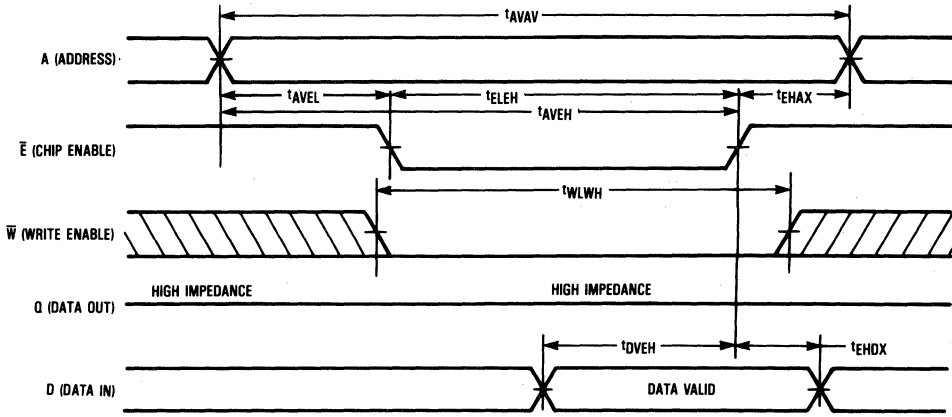 tAVAV
A (ADDRESS)
tAVEL
tELEH
tEHAX
tAVEH
E̅ (CHIP ENABLE)
tWLWH
W̅ (WRITE ENABLE)
HIGH IMPEDANCE
HIGH IMPEDANCE
Q (DATA OUT)
tDVEH
tEHDX
D (DATA IN)
DATA VALID